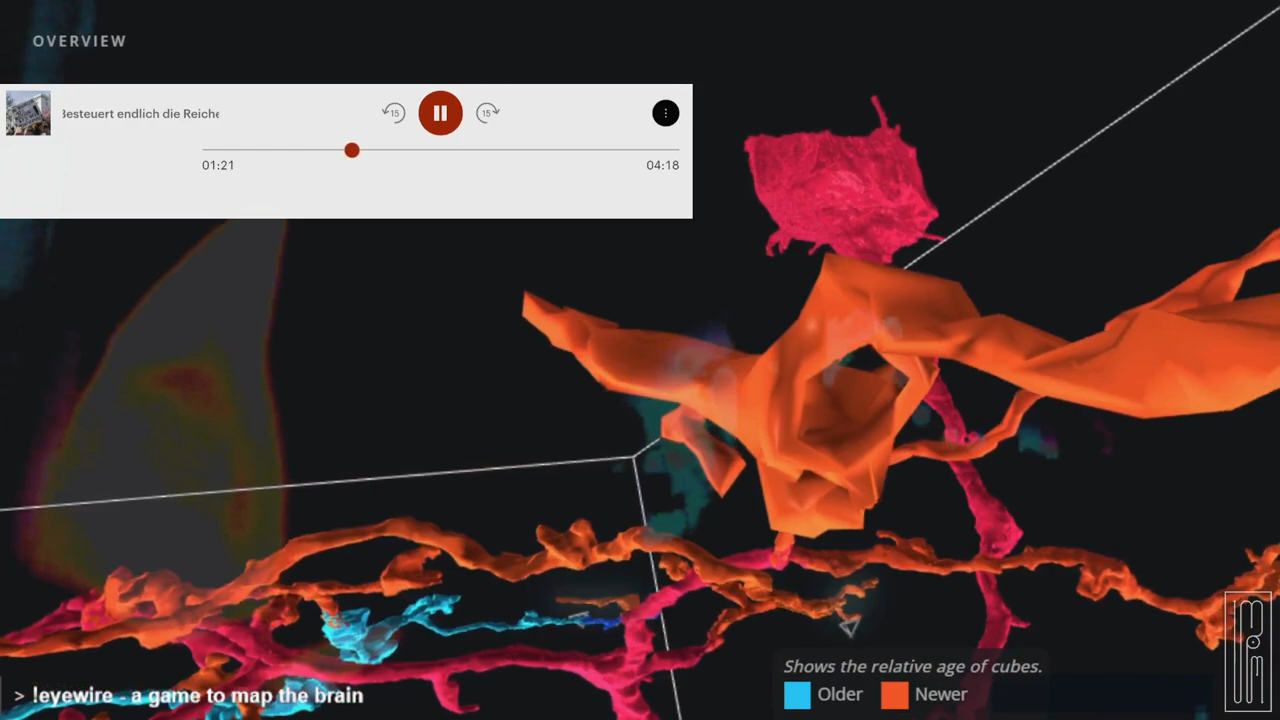 OVERVIEW
Besteuert endlich die Reiche
15
15
01:21
04:18
Shows the relative age of cubes.
Older
Newer
> !eyewire - a game to map the brain